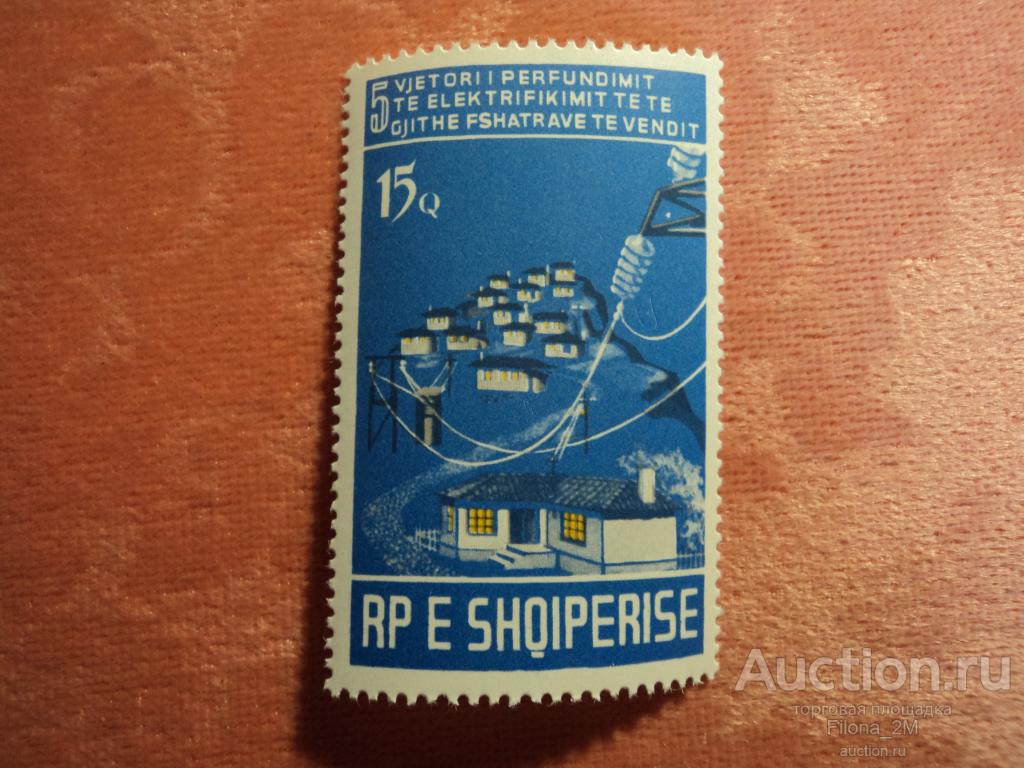 5 VJETORI I PERFUNDIMIT
TE ELEKTRIFIKIMIT TE TE
GJITHE FSHATRAVE TE VENDIT
15Q
RP E SHQIPERISE
Auction.ru
торговая площадка
Filona_2M
auction.ru